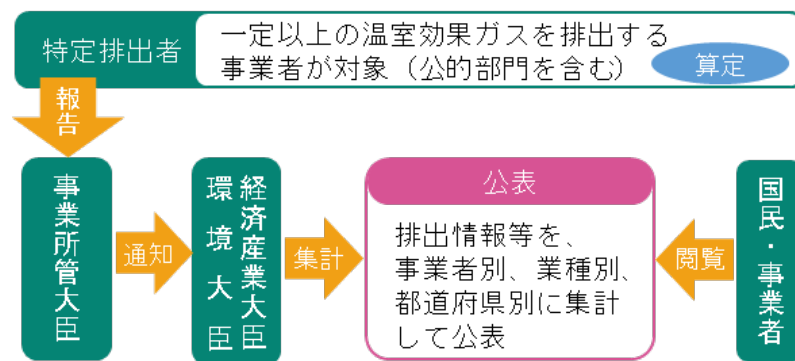 特定排出者
一定以上の温室効果ガスを排出する
事業者が対象（公的部門を含む）
算定
報告
事業所管大臣
通知
経済産業大臣
環境大臣
集計
公表
排出情報等を、
事業者別、業種別、
都道府県別に集計
して公表
閲覧
国民・事業者